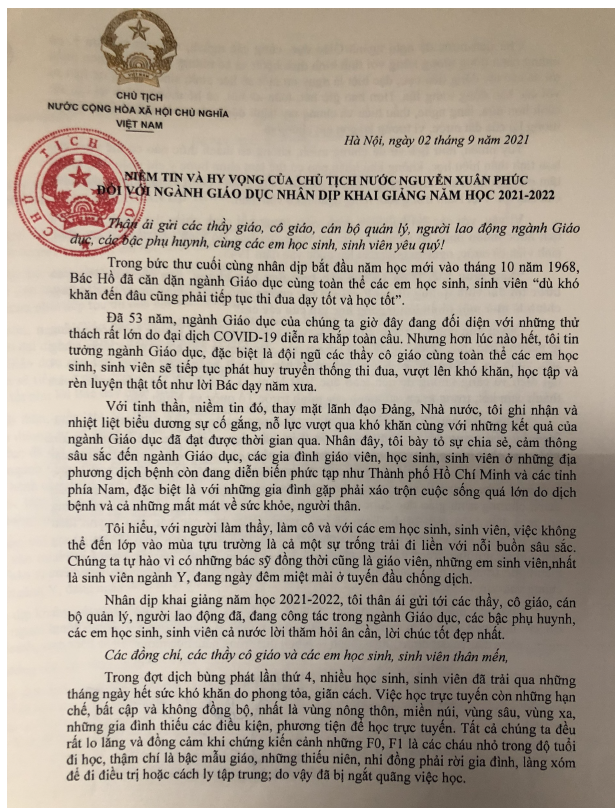 VIỆT NAM
CHỦ TỊCH
NƯỚC CỘNG HÒA XÃ HỘI CHỦ NGHĨA
VIỆT NAM
Hà Nội, ngày 02 tháng 9 năm 2021
CHỦ TỊCH NƯỚC
NIỀM TIN VÀ HY VỌNG CỦA CHỦ TỊCH NƯỚC NGUYỄN XUÂN PHÚC
ĐỐI VỚI NGÀNH GIÁO DỤC NHÂN DỊP KHAI GIẢNG NĂM HỌC 2021-2022
Thân ái gửi các thầy giáo, cô giáo, cán bộ quản lý, người lao động ngành Giáo
dục, các bậc phụ huynh, cùng các em học sinh, sinh viên yêu quý!
Trong bức thư cuối cùng nhân dịp bắt đầu năm học mới vào tháng 10 năm 1968,
Bác Hồ đã căn dặn ngành Giáo dục cùng toàn thể các em học sinh, sinh viên “dù khó
khăn đến đâu cũng phải tiếp tục thi đua dạy tốt và học tốt”.
Đã 53 năm, ngành Giáo dục của chúng ta giờ đây đang đối diện với những thử
thách rất lớn do đại dịch COVID-19 diễn ra khắp toàn cầu. Nhưng hơn lúc nào hết, tôi tin
tưởng ngành Giáo dục, đặc biệt là đội ngũ các thầy cô giáo cùng toàn thể các em học
sinh, sinh viên sẽ tiếp tục phát huy truyền thống thi đua, vượt lên khó khăn, học tập và
rèn luyện thật tốt như lời Bác dạy năm xưa.
Với tinh thần, niềm tin đó, thay mặt lãnh đạo Đảng, Nhà nước, tôi ghi nhận và
nhiệt liệt biểu dương sự cố gắng, nỗ lực vượt qua khó khăn cùng với những kết quả của
ngành Giáo dục đã đạt được thời gian qua. Nhân đây, tôi bày tỏ sự chia sẻ, cảm thông
sâu sắc đến ngành Giáo dục, các gia đình giáo viên, học sinh, sinh viên ở những địa
phương dịch bệnh còn đang diễn biến phức tạp như Thành phố Hồ Chí Minh và các tỉnh
phía Nam, đặc biệt là với những gia đình gặp phải xáo trộn cuộc sống quá lớn do dịch
bệnh và cả những mất mát về sức khỏe, người thân.
Tôi hiểu, với người làm thầy, làm cô và với các em học sinh, sinh viên, việc không
thể đến lớp vào mùa tựu trường là cả một sự trống trải đi liền với nỗi buồn sâu sắc.
Chúng ta tự hào vì có những bác sỹ đồng thời cũng là giáo viên, những em sinh viên,nhất
là sinh viên ngành Y, đang ngày đêm miệt mài ở tuyến đầu chống dịch.
Nhân dịp khai giảng năm học 2021-2022, tôi thân ái gửi tới các thầy, cô giáo, cán
bộ quản lý, người lao động đã, đang công tác trong ngành Giáo dục, các bậc phụ huynh,
các em học sinh, sinh viên cả nước lời thăm hỏi ân cần, lời chúc tốt đẹp nhất.
Các đồng chí, các thầy cô giáo và các em học sinh, sinh viên thân mến,
Trong đợt dịch bùng phát lần thứ 4, nhiều học sinh, sinh viên đã trải qua những
tháng ngày hết sức khó khăn do phong tỏa, giãn cách. Việc học trực tuyến còn những hạn
chế, bất cập và không đồng bộ, nhất là vùng nông thôn, miền núi, vùng sâu, vùng xa,
những gia đình thiếu các điều kiện, phương tiện để học trực tuyến. Tất cả chúng ta đều
rất lo lắng và đồng cảm khi chứng kiến cảnh những F0, F1 là các cháu nhỏ trong độ tuổi
đi học, thậm chí là bậc mẫu giáo, những thiếu niên, nhi đồng phải rời gia đình, làng xóm
để đi điều trị hoặc cách ly tập trung; do vậy đã bị ngắt quãng việc học.